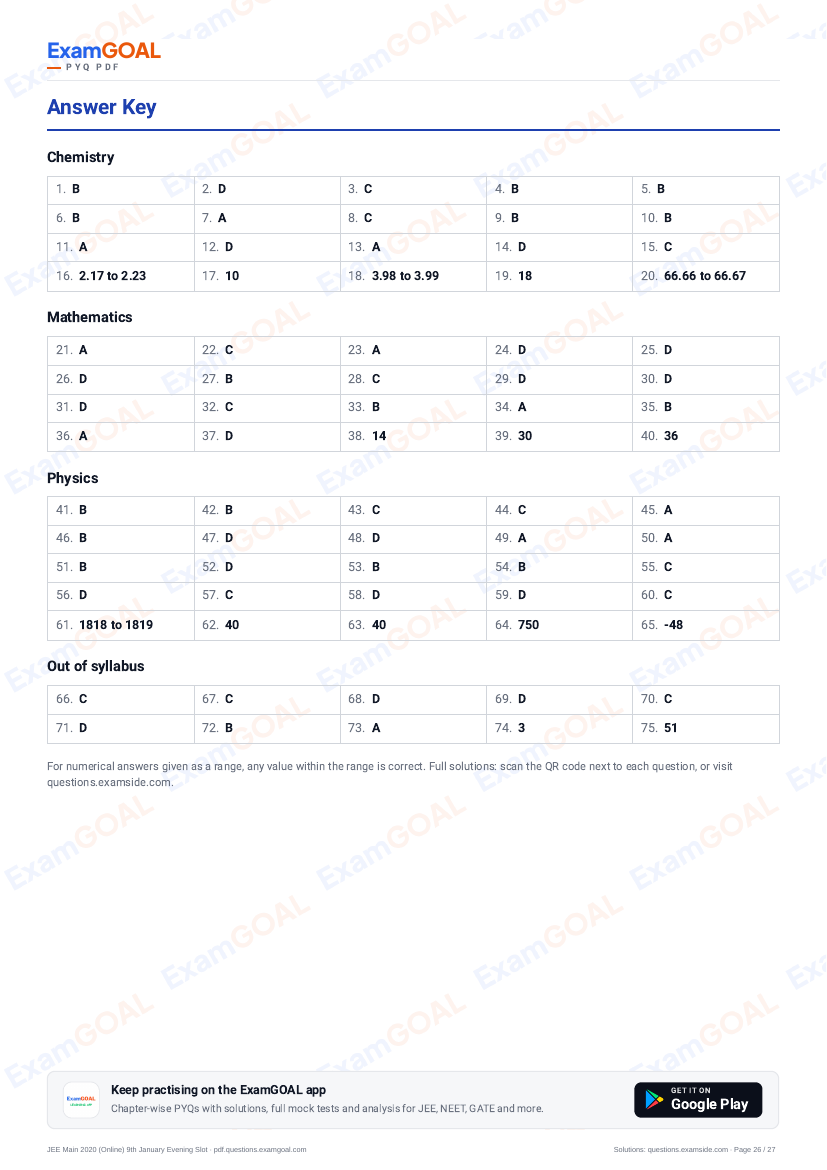 ExamGOAL
PYQ PDF
Answer Key
Chemistry
1. B 2. D 3. C 4. B 5. B
6. B 7. A 8. C 9. B 10. B
11. A 12. D 13. A 14. D 15. C
16. 2.17 to 2.23 17. 10 18. 3.98 to 3.99 19. 18 20. 66.66 to 66.67
Mathematics
21. A 22. C 23. A 24. D 25. D
26. D 27. B 28. C 29. D 30. D
31. D 32. C 33. B 34. A 35. B
36. A 37. D 38. 14 39. 30 40. 36
Physics
41. B 42. B 43. C 44. C 45. A
46. B 47. D 48. D 49. A 50. A
51. B 52. D 53. B 54. B 55. C
56. D 57. C 58. D 59. D 60. C
61. 1818 to 1819 62. 40 63. 40 64. 750 65. -48
Out of syllabus
66. C 67. C 68. D 69. D 70. C
71. D 72. B 73. A 74. 3 75. 51
For numerical answers given as a range, any value within the range is correct. Full solutions: scan the QR code next to each question, or visit
questions.examside.com.
ExamGOAL
Keep practising on the ExamGOAL app
Chapter-wise PYQs with solutions, full mock tests and analysis for JEE, NEET, GATE and more.
GET IT ON
Google Play
JEE Main 2020 (Online) 9th January Evening Slot · pdf.questions.examgoal.com Solutions: questions.examside.com · Page 26 / 27